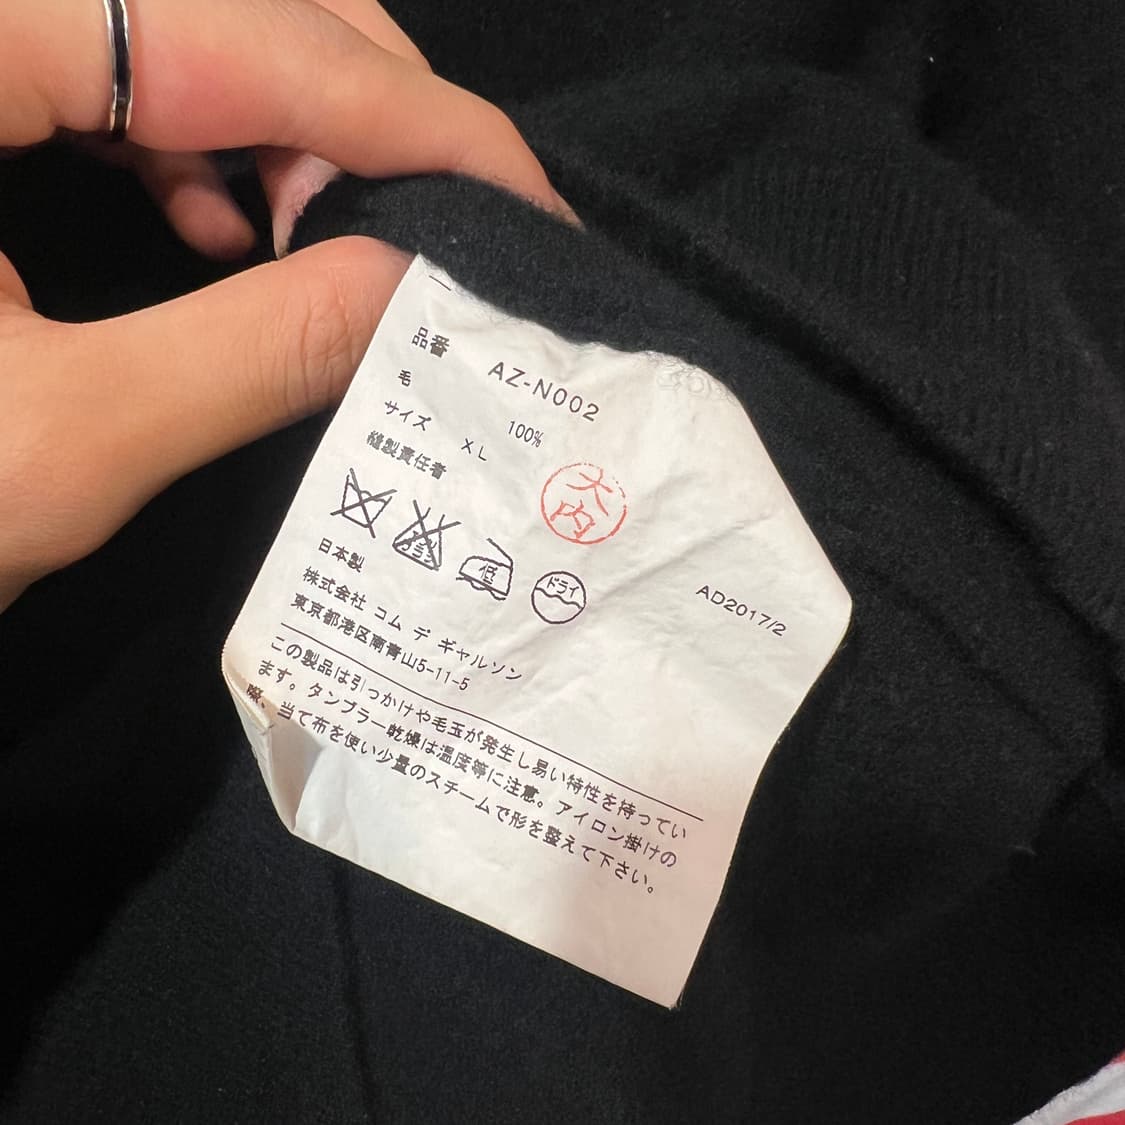 品番 AZ-N002
毛 100%
サイズ XL
縫製責任者
大内
低
ドライ
日本製
株式会社 コム デ ギャルソン
東京都港区南青山5-11-5
AD2017/2
この製品は引っかけや毛玉が発生し易い特性を待ってい
ます。タンブラー乾燥は温度等に注意。アイロン掛けの
際、当て布を使い少量のスチームで形を整えて下さい。